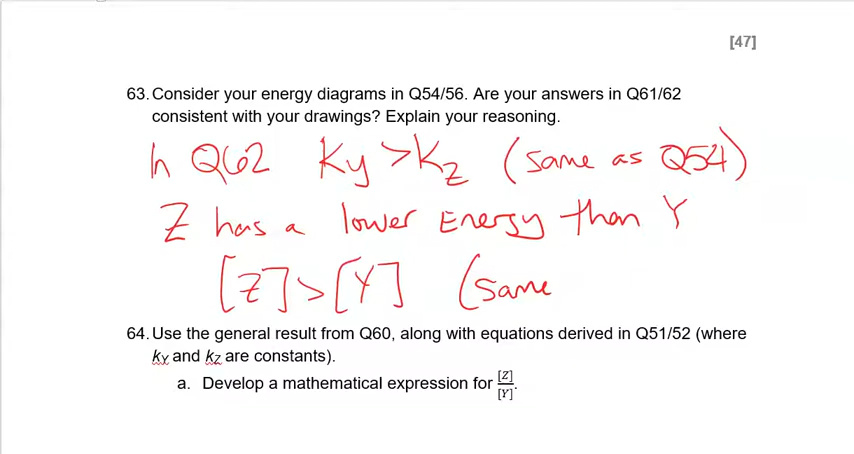 [47]
63. Consider your energy diagrams in Q54/56. Are your answers in Q61/62
consistent with your drawings? Explain your reasoning.
In Q62 Ky > Kz (same as Q54)
Z has a lower Energy than Y
[Z] > [Y] (same
64. Use the general result from Q60, along with equations derived in Q51/52 (where
kY and kZ are constants).
a. Develop a mathematical expression for [Z]/[Y].